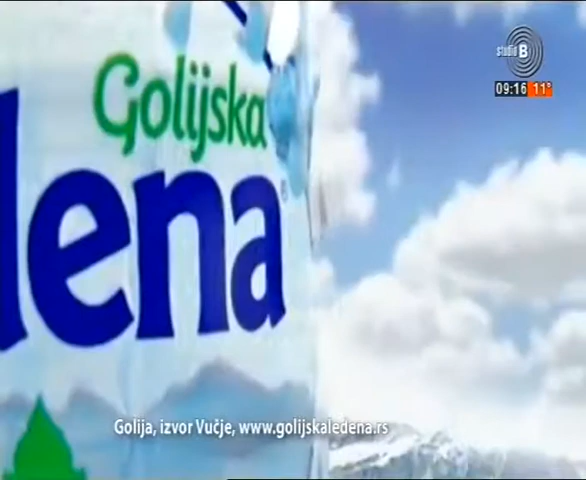 studio B
09:16 11°
Golijska
lena
®
Golija, izvor Vučje, www.golijskaledena.rs